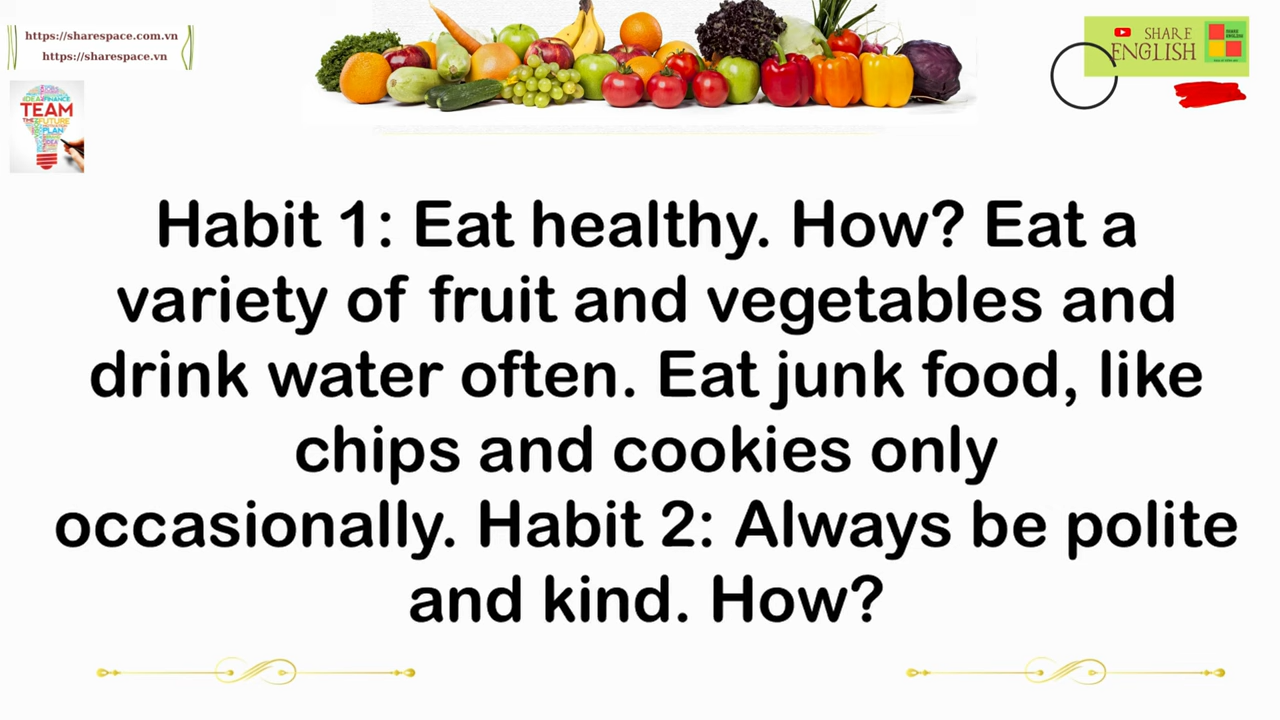 https://sharespace.com.vn
https://sharespace.vn
SHARE
ENGLISH
TEAM
PLAN
Habit 1: Eat healthy. How? Eat a
variety of fruit and vegetables and
drink water often. Eat junk food, like
chips and cookies only
occasionally. Habit 2: Always be polite
and kind. How?